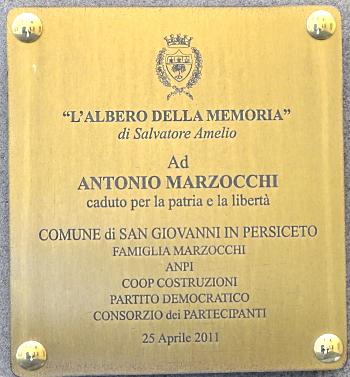 "L'ALBERO DELLA MEMORIA"
di Salvatore Amelio
Ad
ANTONIO MARZOCCHI
caduto per la patria e la libertà
COMUNE di SAN GIOVANNI IN PERSICETO
FAMIGLIA MARZOCCHI
ANPI
COOP COSTRUZIONI
PARTITO DEMOCRATICO
CONSORZIO dei PARTECIPANTI
25 Aprile 2011